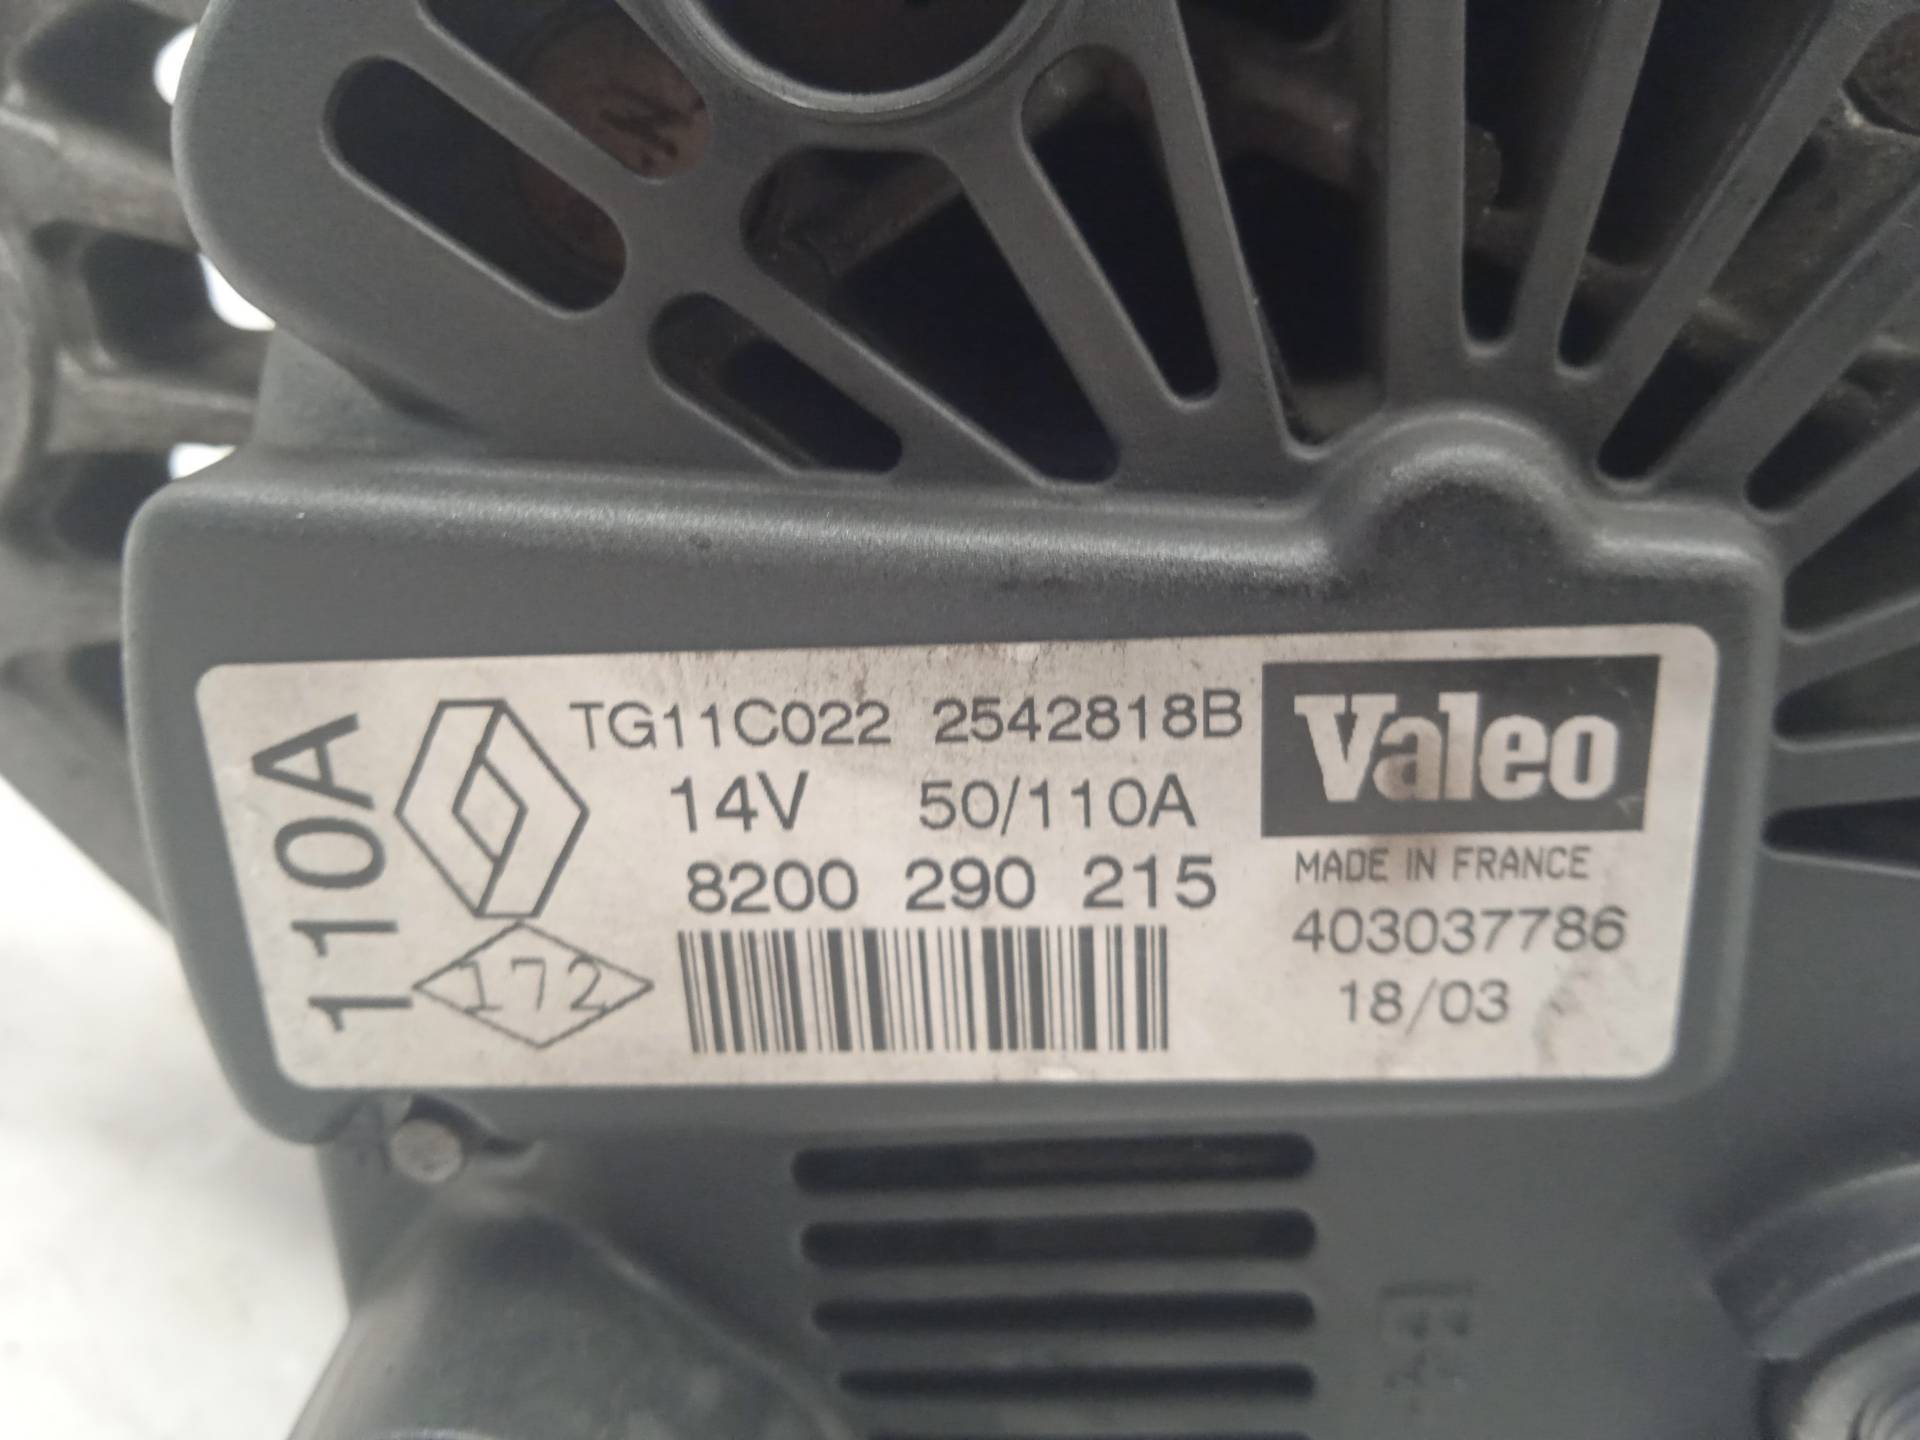 110A
TG11C022 2542818B
14V 50/110A
8200 290 215
172
Valeo
MADE IN FRANCE
403037786
18/03